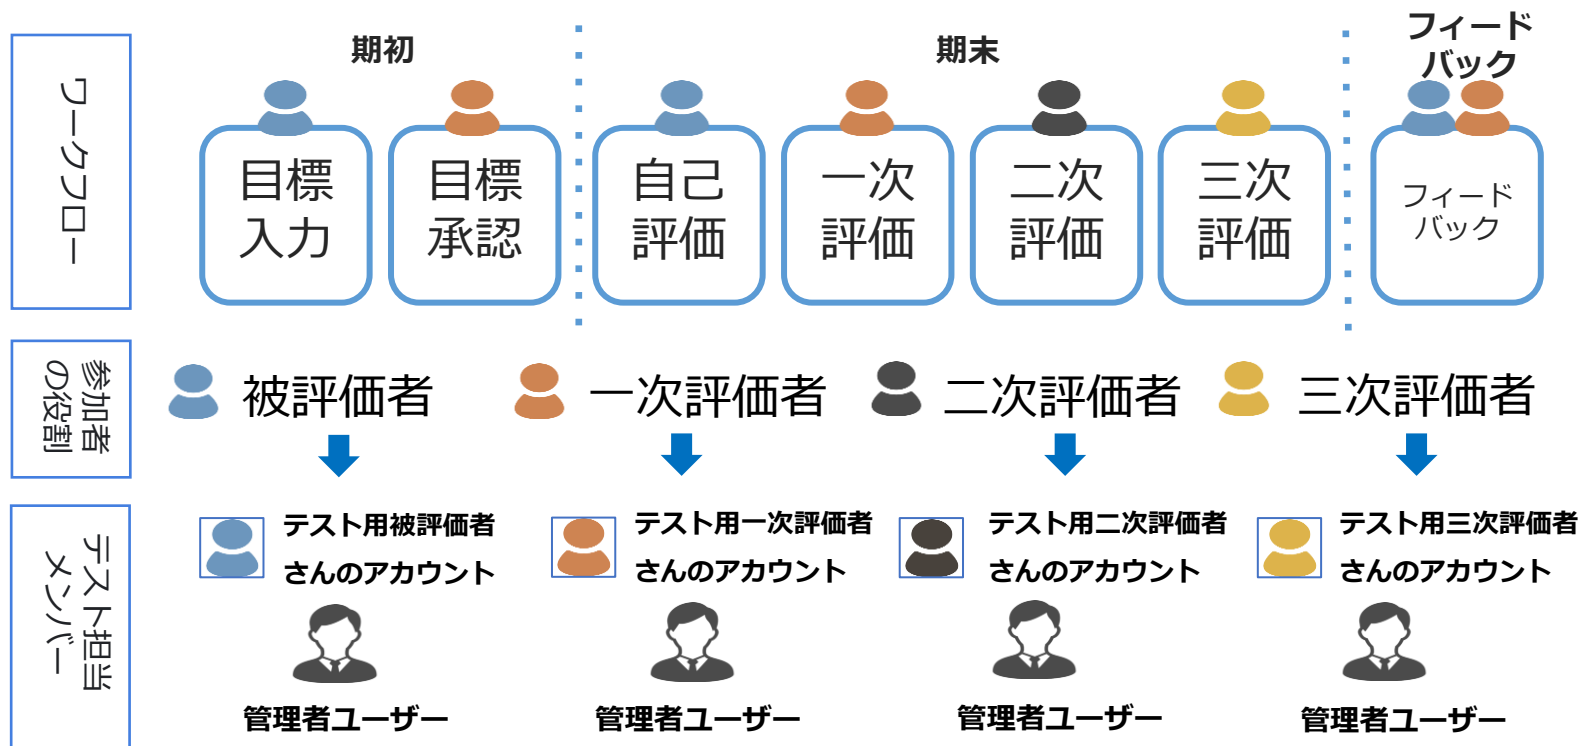 ワークフロー
期初
期末
フィード
バック
目標
入力
目標
承認
自己
評価
一次
評価
二次
評価
三次
評価
フィード
バック
参加者
の役割
被評価者
一次評価者
二次評価者
三次評価者
テスト担当
メンバー
テスト用被評価者
さんのアカウント
テスト用一次評価者
さんのアカウント
テスト用二次評価者
さんのアカウント
テスト用三次評価者
さんのアカウント
管理者ユーザー
管理者ユーザー
管理者ユーザー
管理者ユーザー